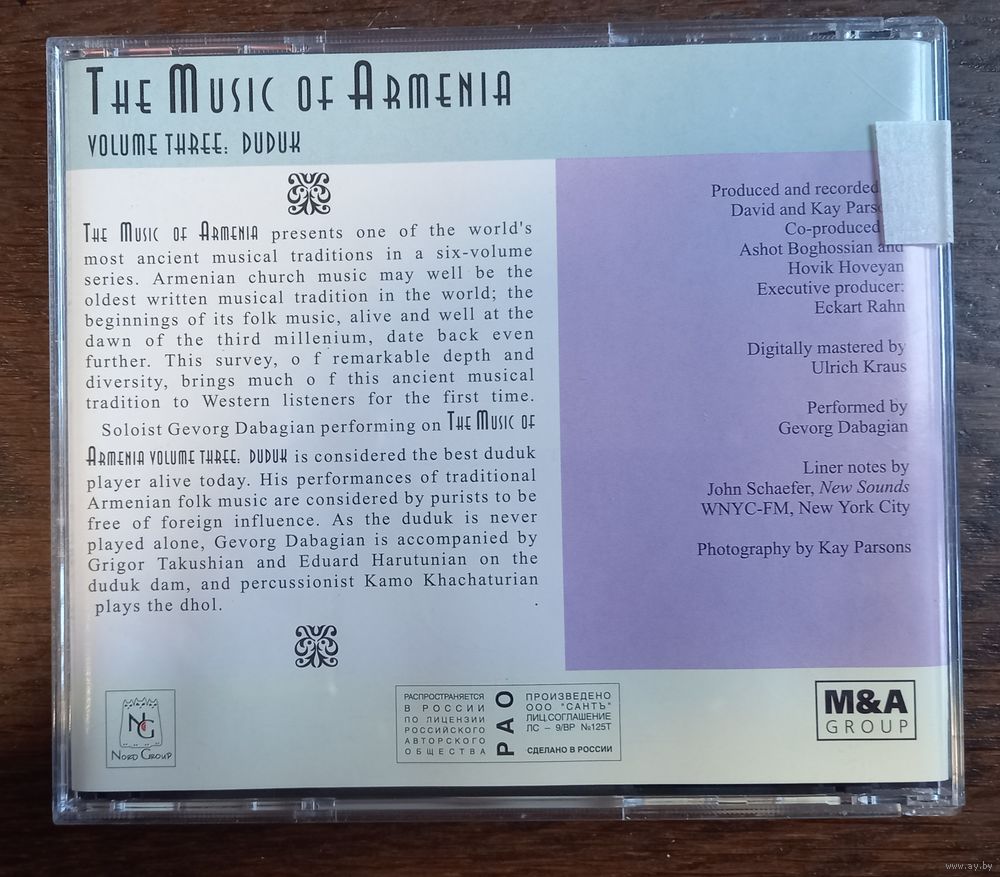 THE MUSIC OF ARMENIA
VOLUME THREE: DUDUK
THE MUSIC OF ARMENIA presents one of the world's
most ancient musical traditions in a six-volume
series. Armenian church music may well be the
oldest written musical tradition in the world; the
beginnings of its folk music, alive and well at the
dawn of the third millenium, date back even
further. This survey, o f remarkable depth and
diversity, brings much o f this ancient musical
tradition to Western listeners for the first time.
Soloist Gevorg Dabagian performing on THE MUSIC OF
ARMENIA VOLUME THREE: DUDUK is considered the best duduk
player alive today. His performances of traditional
Armenian folk music are considered by purists to be
free of foreign influence. As the duduk is never
played alone, Gevorg Dabagian is accompanied by
Grigor Takushian and Eduard Harutunian on the
duduk dam, and percussionist Kamo Khachaturian
plays the dhol.
Produced and recorded
David and Kay
Co-produced
Ashot Boghossian and
Hovik Hoveyan
Executive producer:
Eckart Rahn
Digitally mastered by
Ulrich Kraus
Performed by
Gevorg Dabagian
Liner notes by
John Schaefer, New Sounds
WNYC-FM, New York City
Photography by Kay Parsons
NG
NORD GROUP
РАСПРОСТРАНЯЕТСЯ
В РОССИИ
ПО ЛИЦЕНЗИИ
РОССИЙСКОГО
АВТОРСКОГО
ОБЩЕСТВА
РАО
ПРОИЗВЕДЕНО
ООО "САНТЪ"
ЛИЦ.СОГЛАШЕНИЕ
ЛС – 9/ВР №125Т
СДЕЛАНО В РОССИИ
M&A
GROUP
www.ay.by